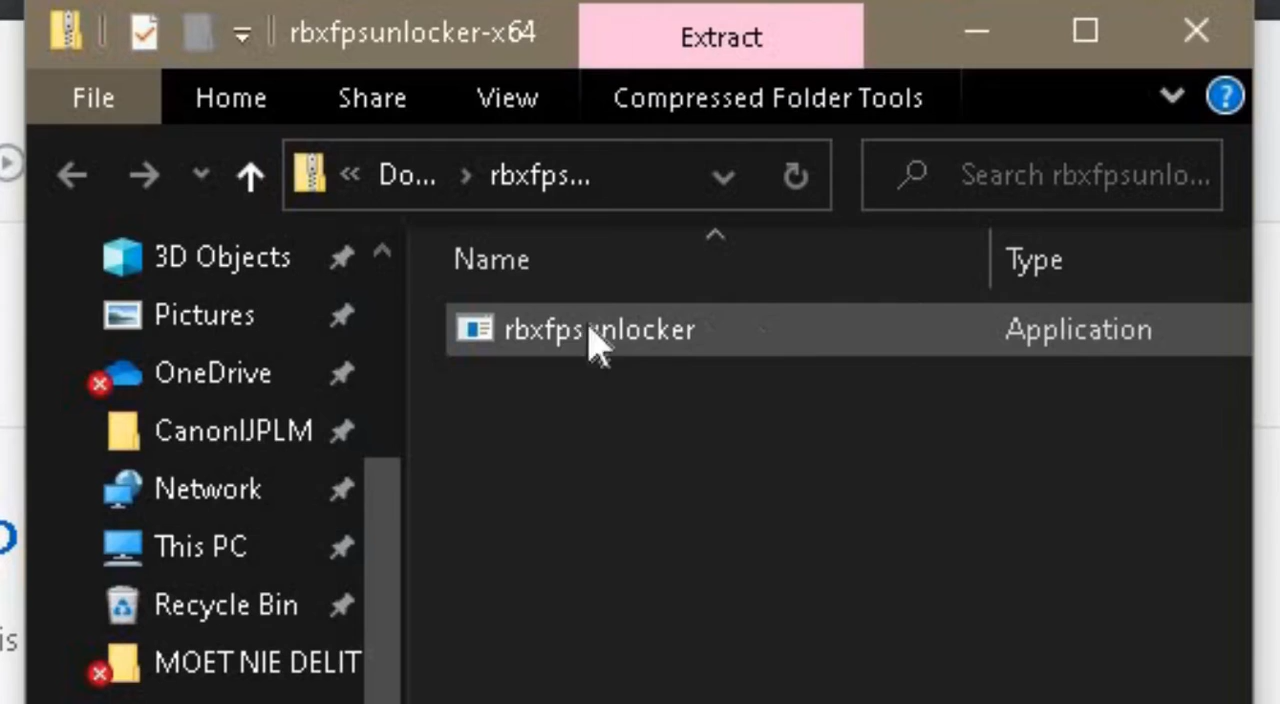 rbxfpsunlocker-x64
Extract
File
Home
Share
View
Compressed Folder Tools
?
« Do... > rbxfps...
Search rbxfpsunlo...
3D Objects
Pictures
OneDrive
CanonIJPLM
Network
This PC
Recycle Bin
MOET NIE DELIT
Name
Type
rbxfpsunlocker
Application
is